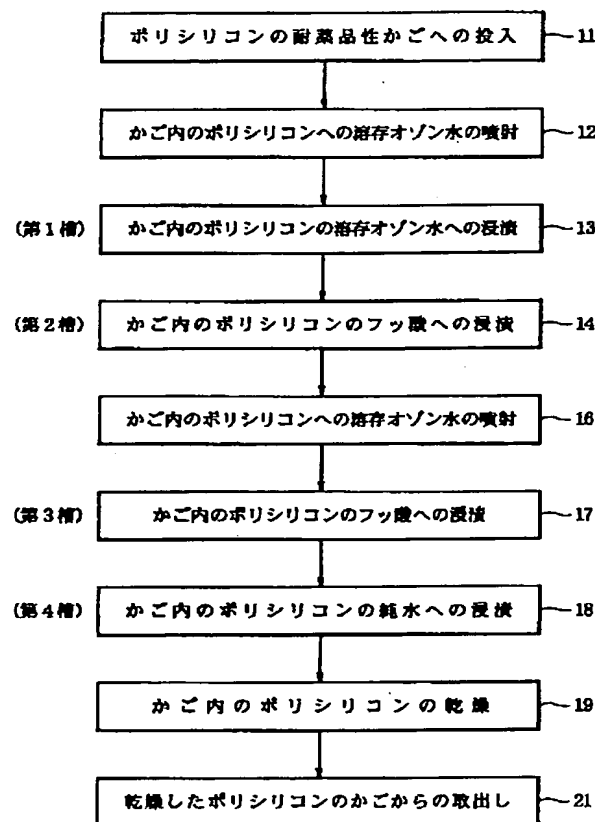 ポリシリコンの耐薬品性かごへの投入 11
かご内のポリシリコンへの溶存オゾン水の噴射 12
(第1槽) かご内のポリシリコンの溶存オゾン水への浸漬 13
(第2槽) かご内のポリシリコンのフッ酸への浸漬 14
かご内のポリシリコンへの溶存オゾン水の噴射 16
(第3槽) かご内のポリシリコンのフッ酸への浸漬 17
(第4槽) かご内のポリシリコンの純水への浸漬 18
かご内のポリシリコンの乾燥 19
乾燥したポリシリコンのかごからの取出し 21